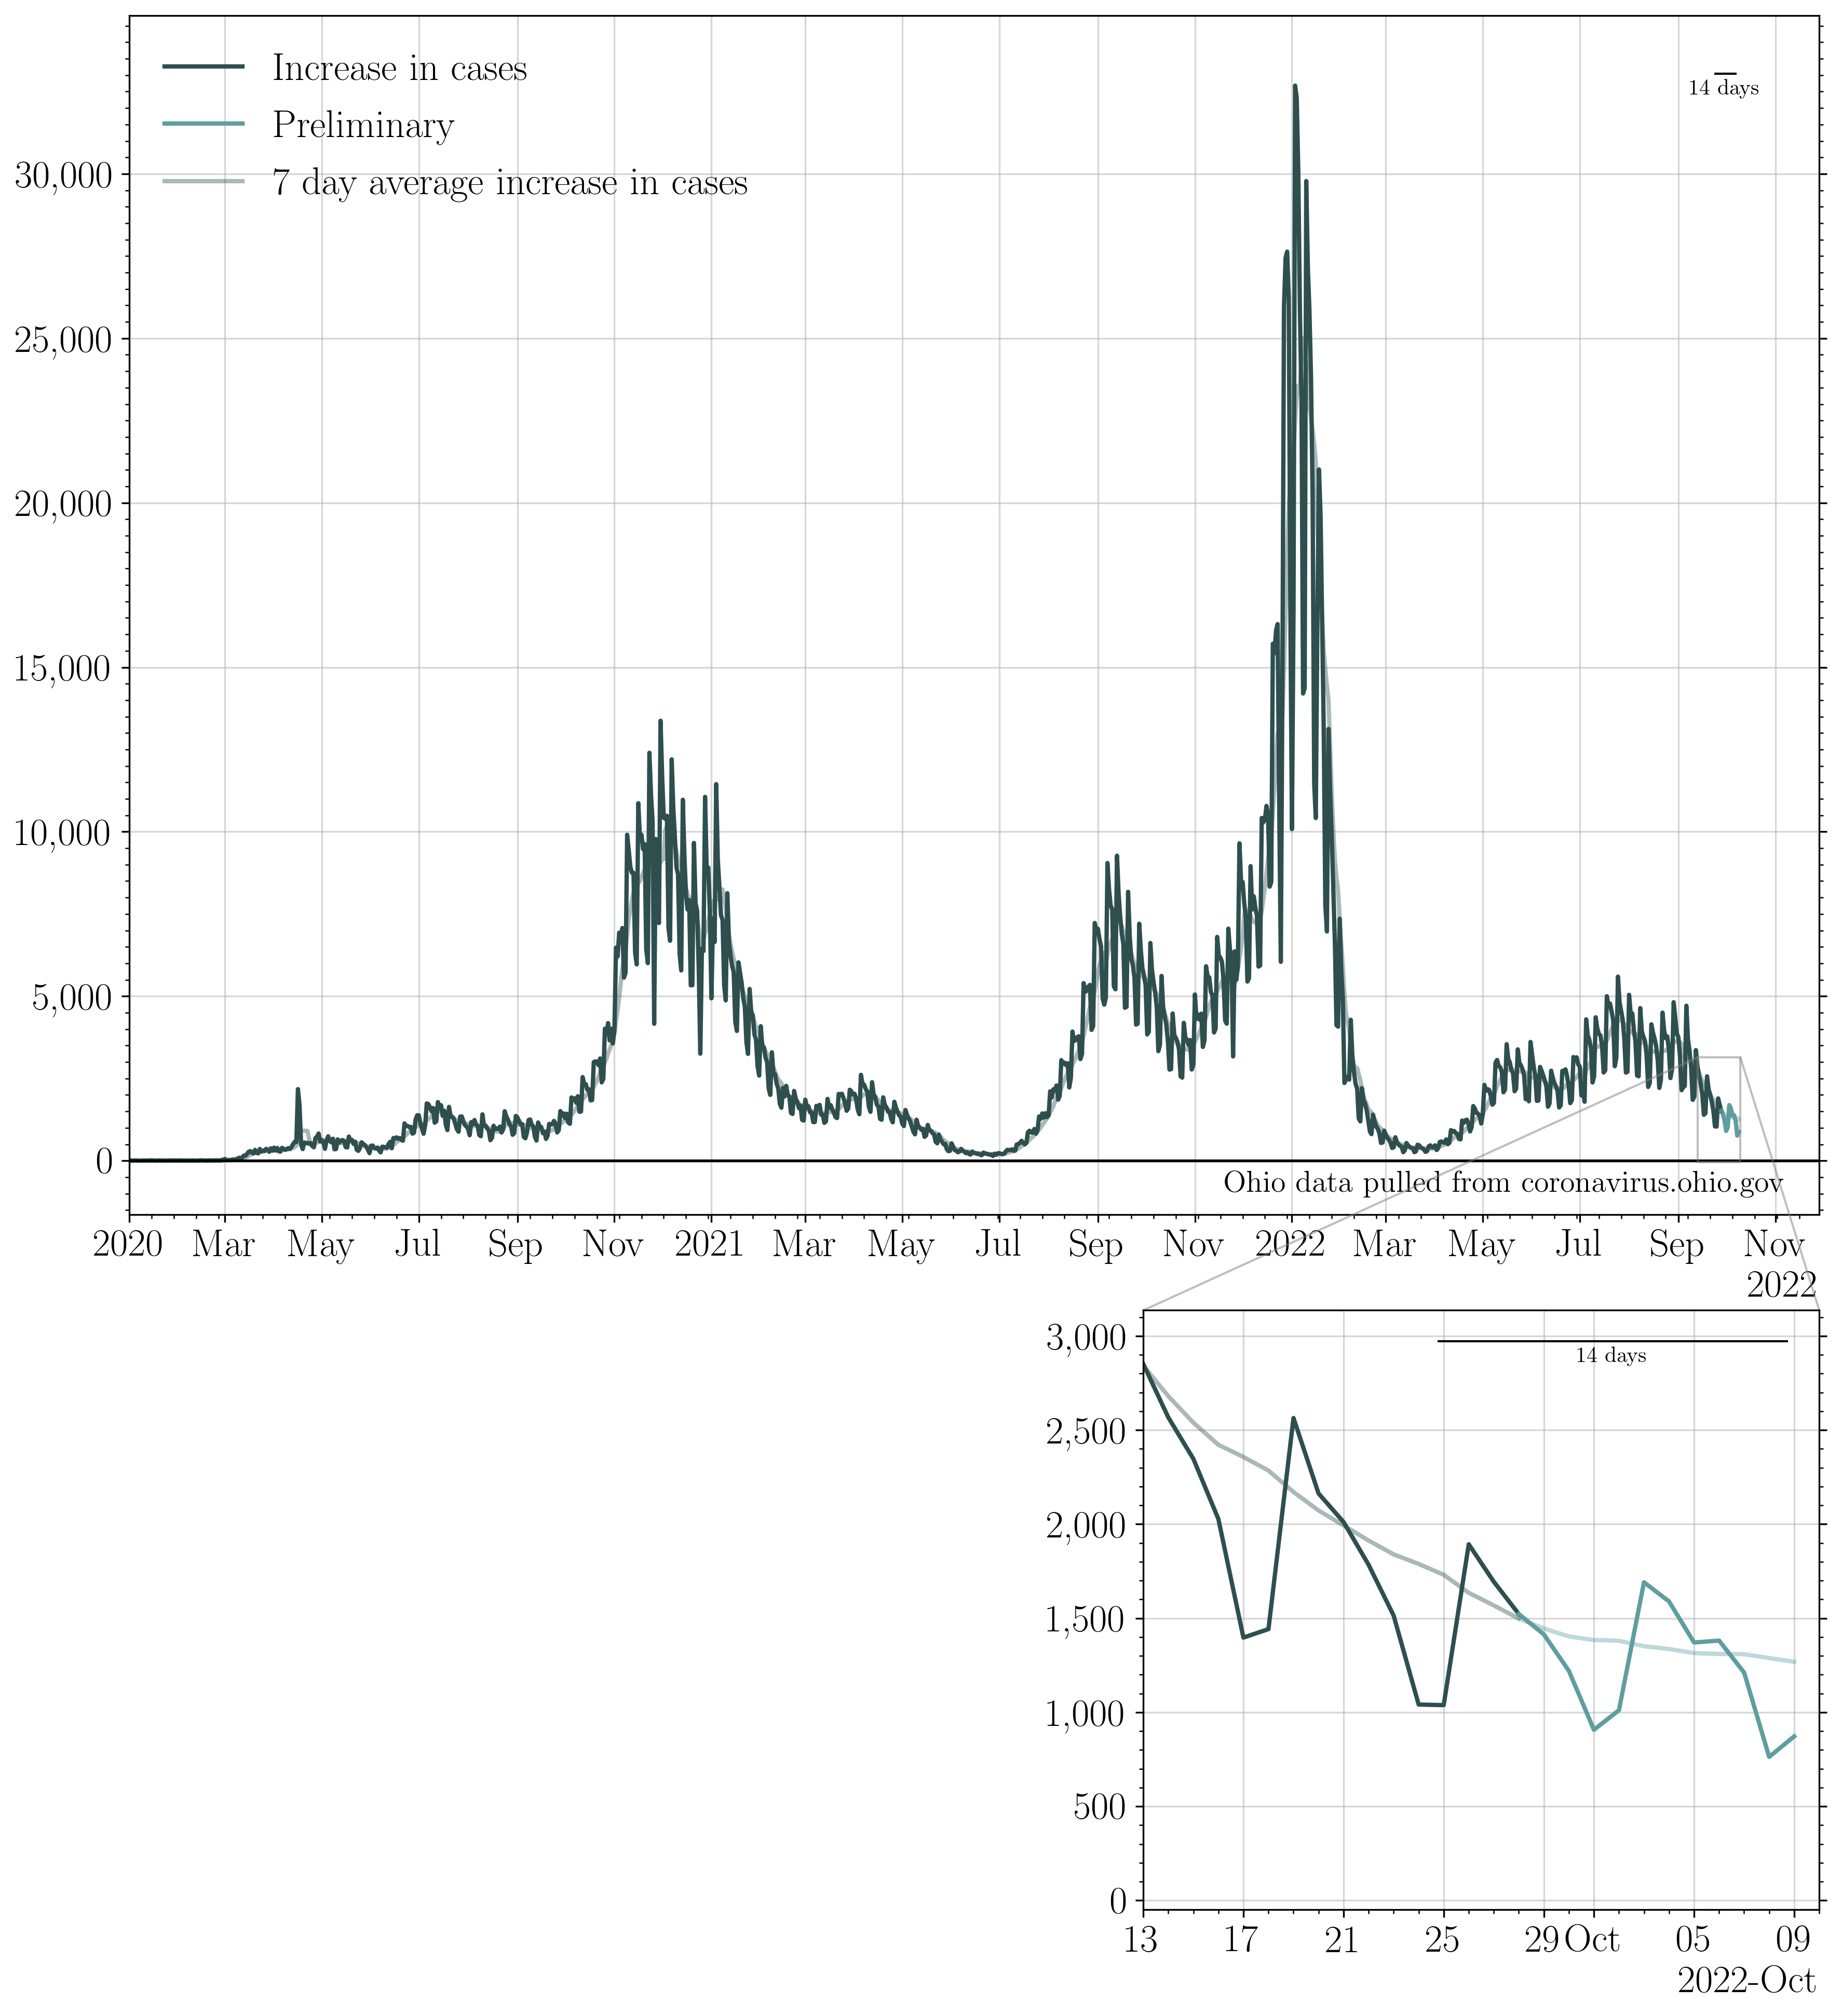 Increase in cases
Preliminary
7 day average increase in cases
14 days
30,000
25,000
20,000
15,000
10,000
5,000
0
Ohio data pulled from coronavirus.ohio.gov
2020 Mar May Jul Sep Nov 2021 Mar May Jul Sep Nov 2022 Mar May Jul Sep Nov
2022
3,000
14 days
2,500
2,000
1,500
1,000
500
0
13 17 21 25 29 Oct 05 09
2022-Oct